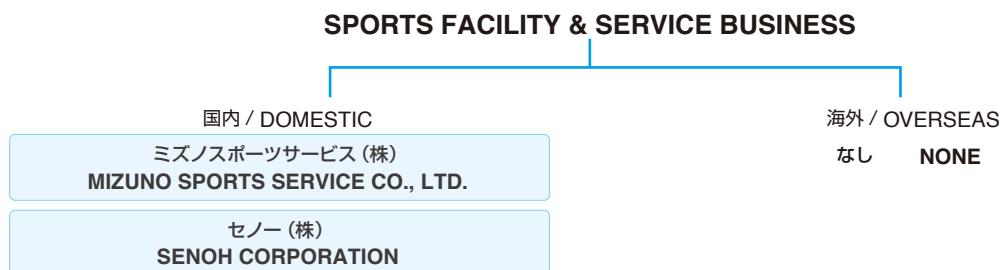 SPORTS FACILITY & SERVICE BUSINESS
国内 / DOMESTIC
ミズノスポーツサービス（株）
MIZUNO SPORTS SERVICE CO., LTD.
セノー（株）
SENOH CORPORATION
海外 / OVERSEAS
なし NONE